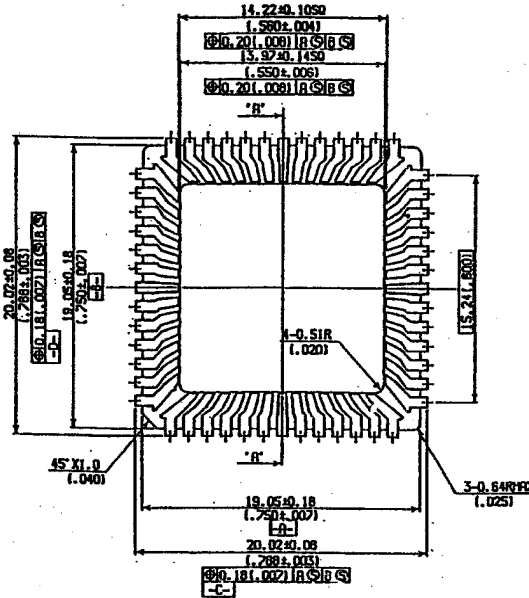 14.22±0.10SQ
(.560±.004)
⌖0.20(.008) A Ⓢ B Ⓢ
13.97±0.14SQ
(.550±.006)
⌖0.20(.008) A Ⓢ B Ⓢ
"A"
20.02±0.08
(.788±.003)
⌖0.18(.007) A Ⓢ B Ⓢ
-D-
19.05±0.18
(.750±.007)
-B-
15.24(.600)
4-0.51R
(.020)
45°X1.0
(.040)
"A"
3-0.64RMAX
(.025)
19.05±0.18
(.750±.007)
-A-
20.02±0.08
(.788±.003)
⌖0.18(.007) A Ⓢ B Ⓢ
-C-